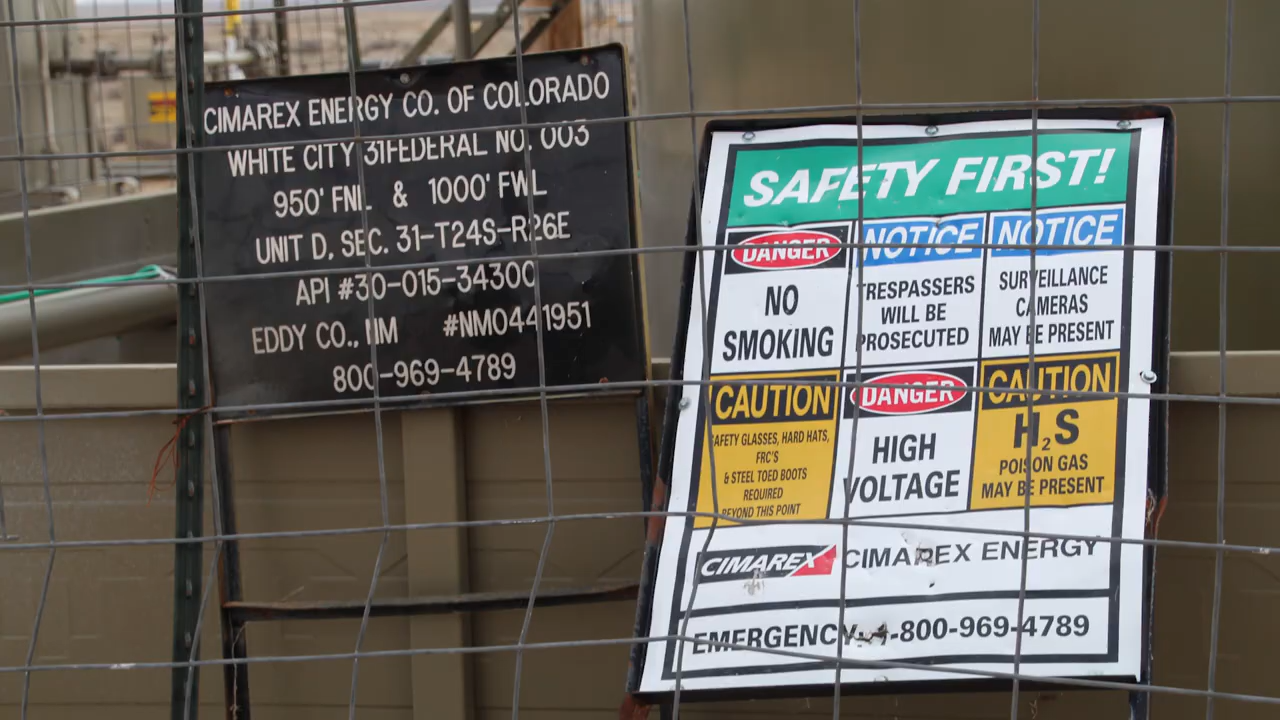 CIMAREX ENERGY CO. OF COLORADO
WHITE CITY 31FEDERAL NO. 003
950' FNL & 1000' FWL
UNIT D, SEC. 31-T24S-R26E
API #30-015-34300
EDDY CO., NM #NM0441951
800-969-4789
SAFETY FIRST!
DANGER
NO
SMOKING
NOTICE
TRESPASSERS
WILL BE
PROSECUTED
NOTICE
SURVEILLANCE
CAMERAS
MAY BE PRESENT
CAUTION
SAFETY GLASSES, HARD HATS,
FRC'S
& STEEL TOED BOOTS
REQUIRED
BEYOND THIS POINT
DANGER
HIGH
VOLTAGE
CAUTION
H₂S
POISON GAS
MAY BE PRESENT
CIMAREX CIMAREX ENERGY
EMERGENCY: 1-800-969-4789